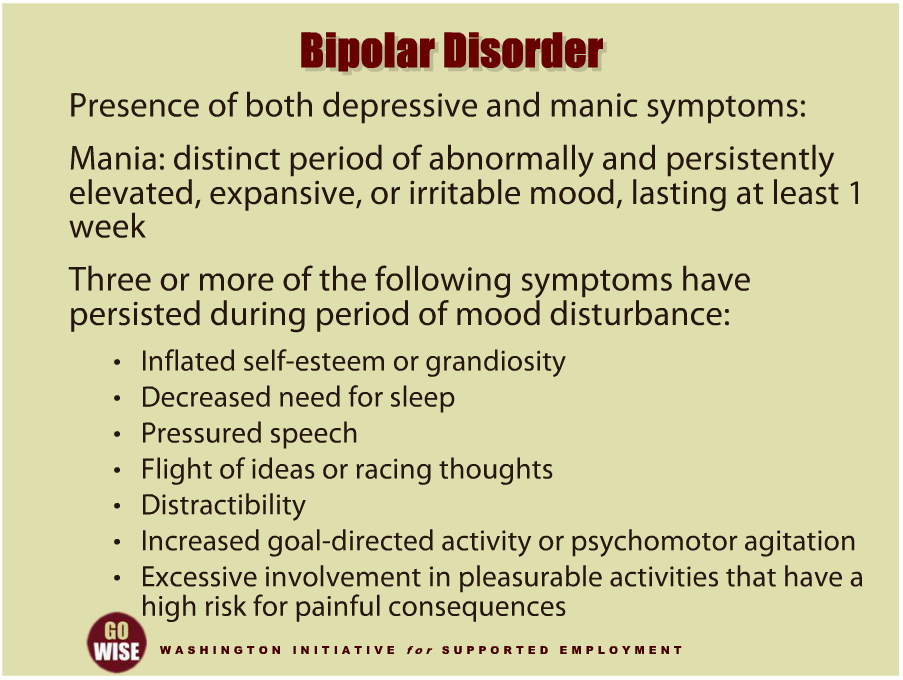 Bipolar Disorder
Presence of both depressive and manic symptoms:
Mania: distinct period of abnormally and persistently
elevated, expansive, or irritable mood, lasting at least 1
week
Three or more of the following symptoms have
persisted during period of mood disturbance:
• Inflated self-esteem or grandiosity
• Decreased need for sleep
• Pressured speech
• Flight of ideas or racing thoughts
• Distractibility
• Increased goal-directed activity or psychomotor agitation
• Excessive involvement in pleasurable activities that have a
high risk for painful consequences
GO
WISE
WASHINGTON INITIATIVE for SUPPORTED EMPLOYMENT